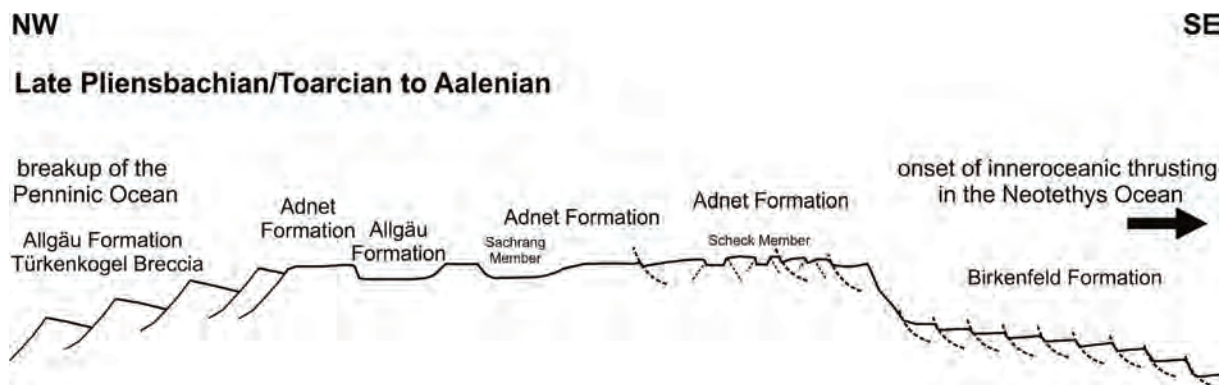 NW
SE
Late Pliensbachian/Toarcian to Aalenian
breakup of the
Penninic Ocean
onset of inneroceanic thrusting
in the Neotethys Ocean
Allgäu Formation
Türkenkogel Breccia
Adnet
Formation
Allgäu
Formation
Sachrang
Member
Adnet Formation
Adnet Formation
Scheck Member
Birkenfeld Formation